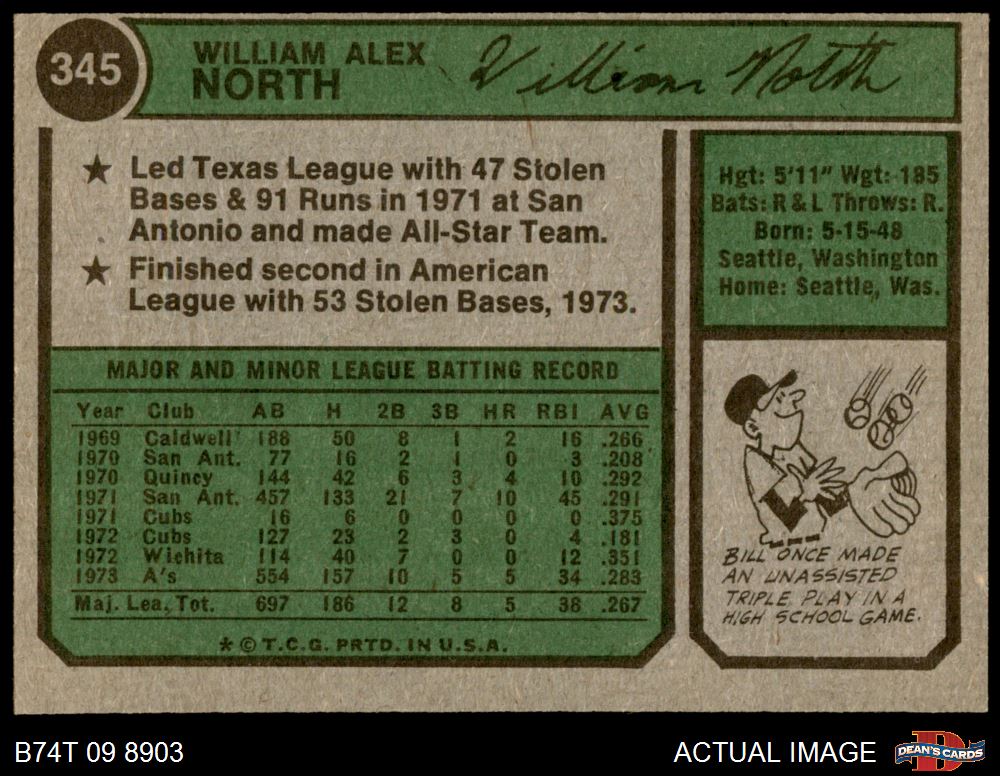 345
WILLIAM ALEX
NORTH
William North
★ Led Texas League with 47 Stolen
Bases & 91 Runs in 1971 at San
Antonio and made All-Star Team.
★ Finished second in American
League with 53 Stolen Bases, 1973.
Hgt: 5'11" Wgt: 185
Bats: R & L Throws: R.
Born: 5-15-48
Seattle, Washington
Home: Seattle, Was.
MAJOR AND MINOR LEAGUE BATTING RECORD
Year Club AB H 2B 3B HR RBI AVG
1969 Caldwell 188 50 8 1 2 16 .266
1970 San Ant. 77 16 2 1 0 3 .208
1970 Quincy 144 42 6 3 4 10 .292
1971 San Ant. 457 133 21 7 10 45 .291
1971 Cubs 16 6 0 0 0 0 .375
1972 Cubs 127 23 2 3 0 4 .181
1972 Wichita 114 40 7 0 0 12 .351
1973 A's 554 157 10 5 5 34 .283
Maj. Lea. Tot. 697 186 12 8 5 38 .267
* © T.C.G. PRTD. IN U.S.A.
BILL ONCE MADE
AN UNASSISTED
TRIPLE PLAY IN A
HIGH SCHOOL GAME.
B74T 09 8903
ACTUAL IMAGE
DEAN'S CARDS